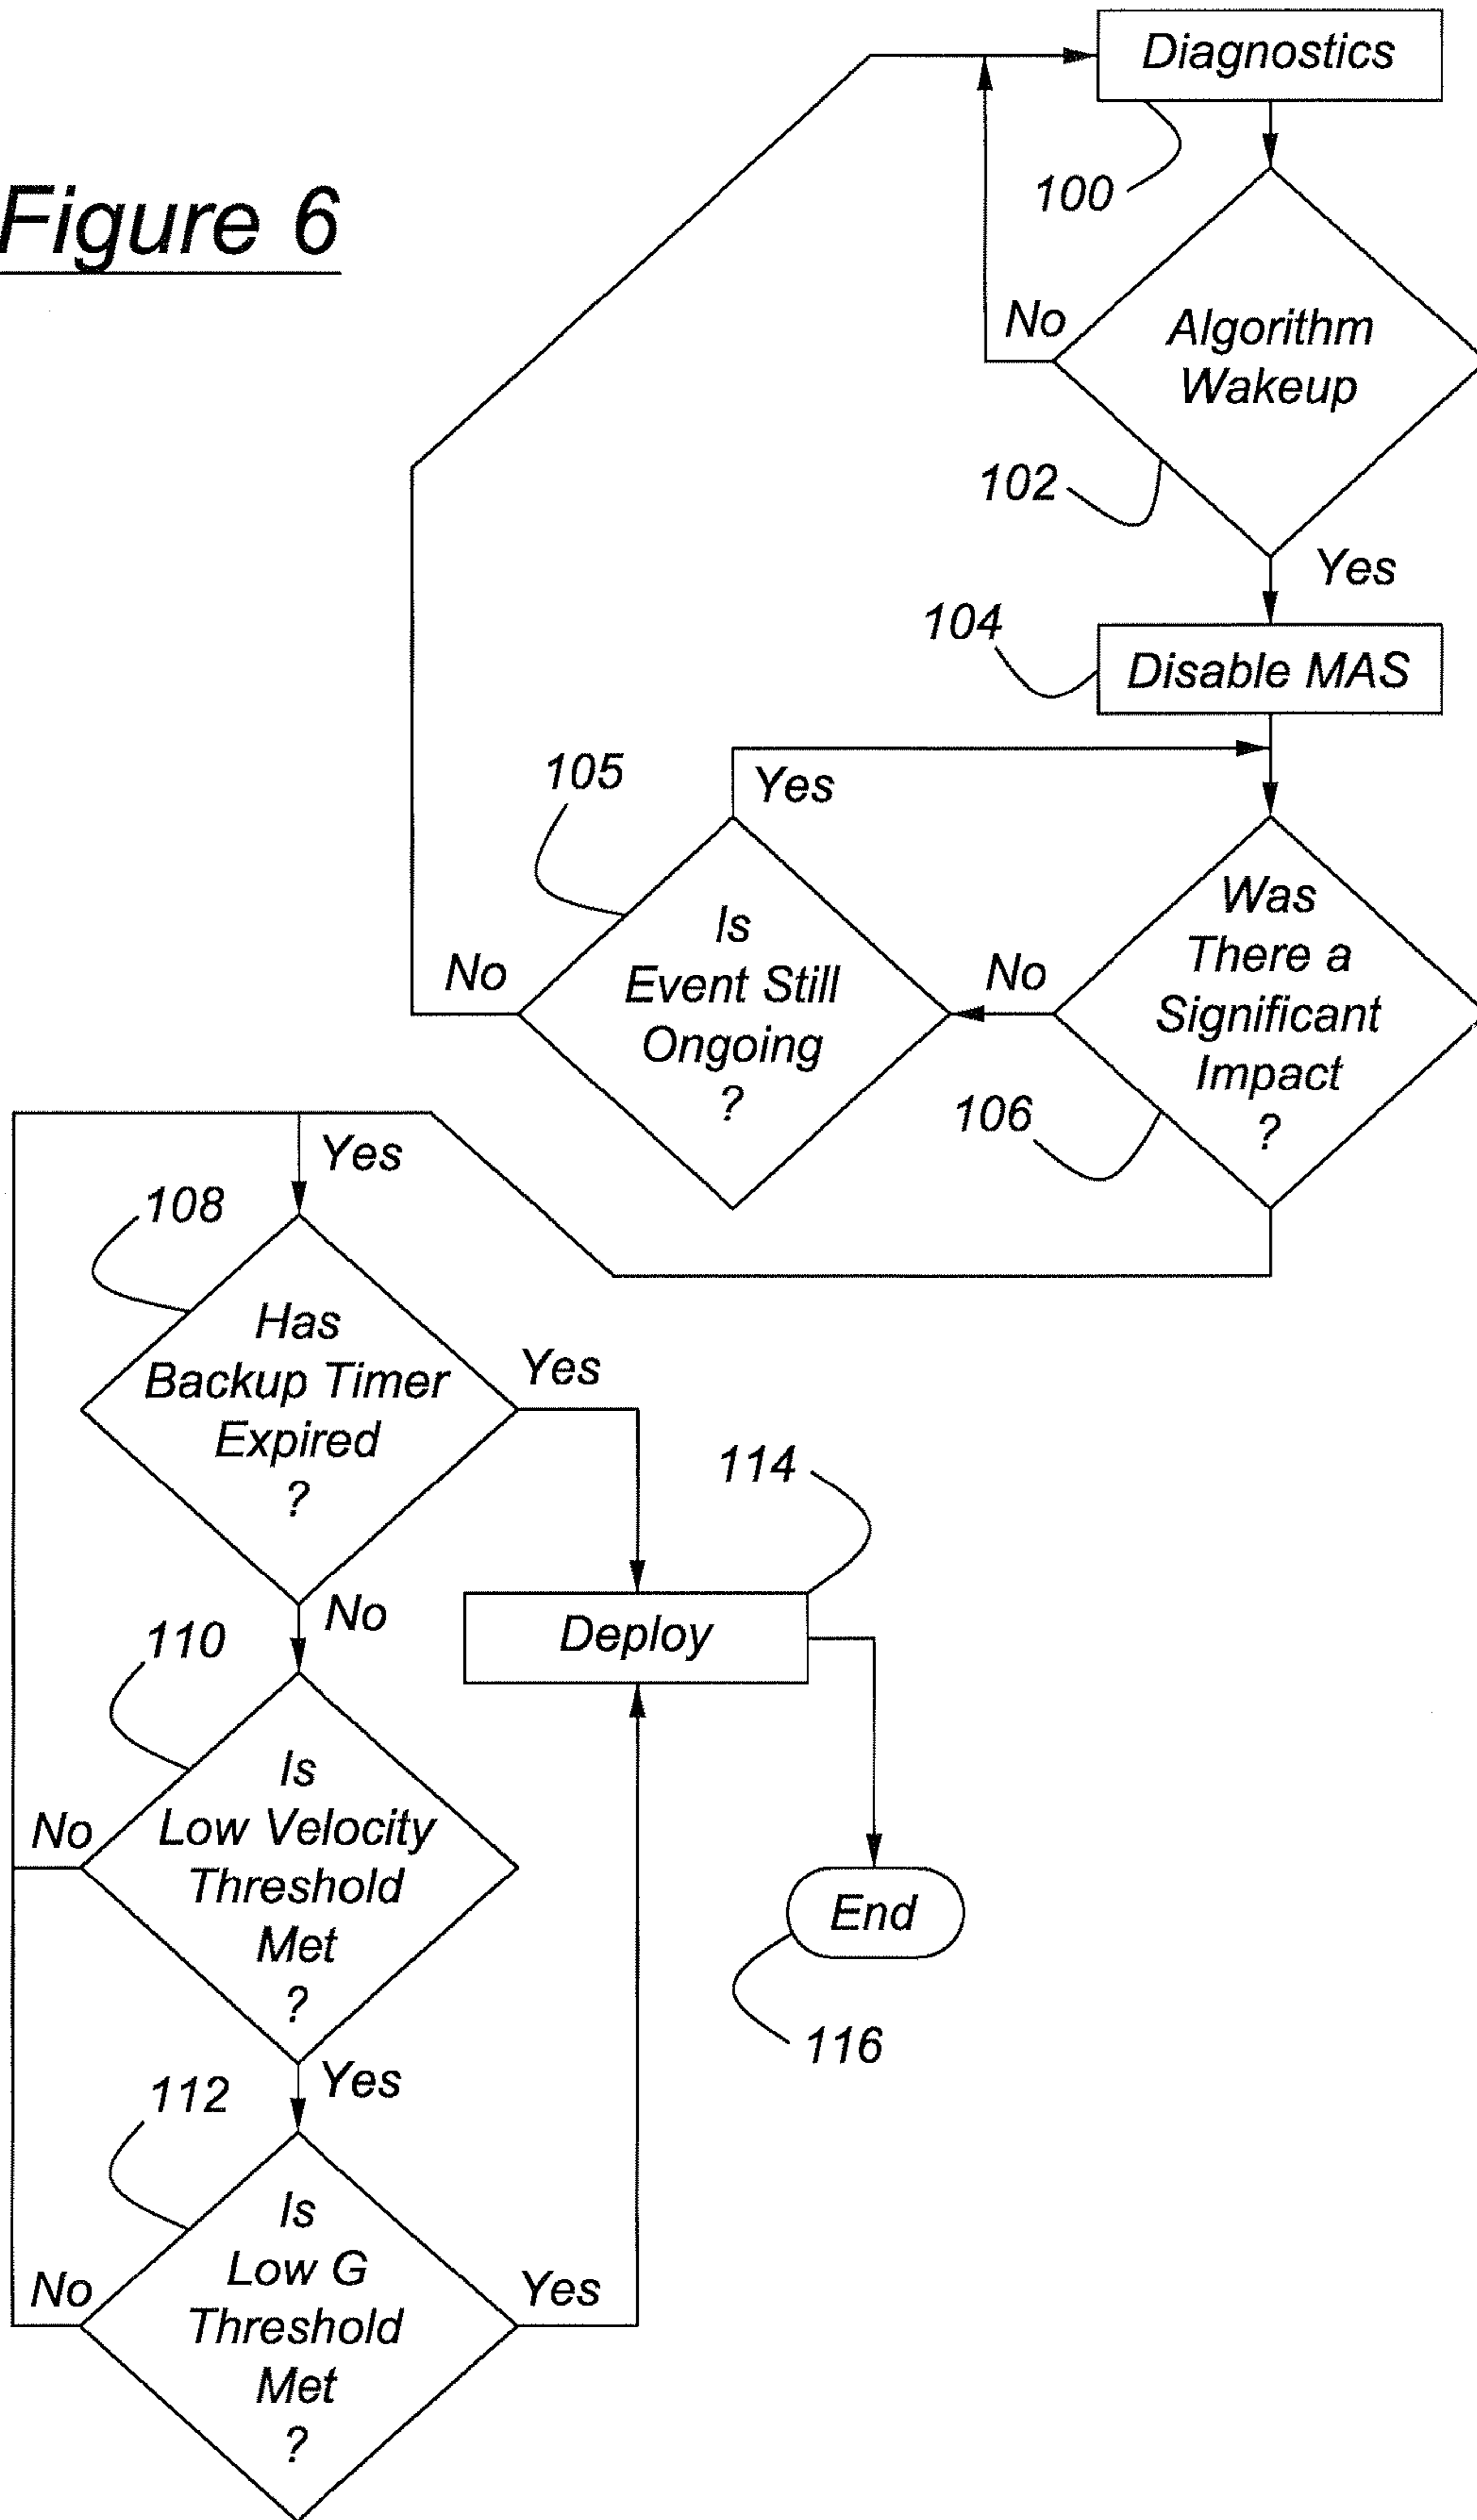 Figure 6
Diagnostics
100
Algorithm
Wakeup
No
102
Yes
104
Disable MAS
105
Yes
Is
Event Still
Ongoing
?
No
No
Was
There a
Significant
Impact
?
106
Yes
108
Has
Backup Timer
Expired
?
Yes
114
Deploy
No
110
Is
Low Velocity
Threshold
Met
?
No
End
116
Yes
112
Is
Low G
Threshold
Met
?
No
Yes